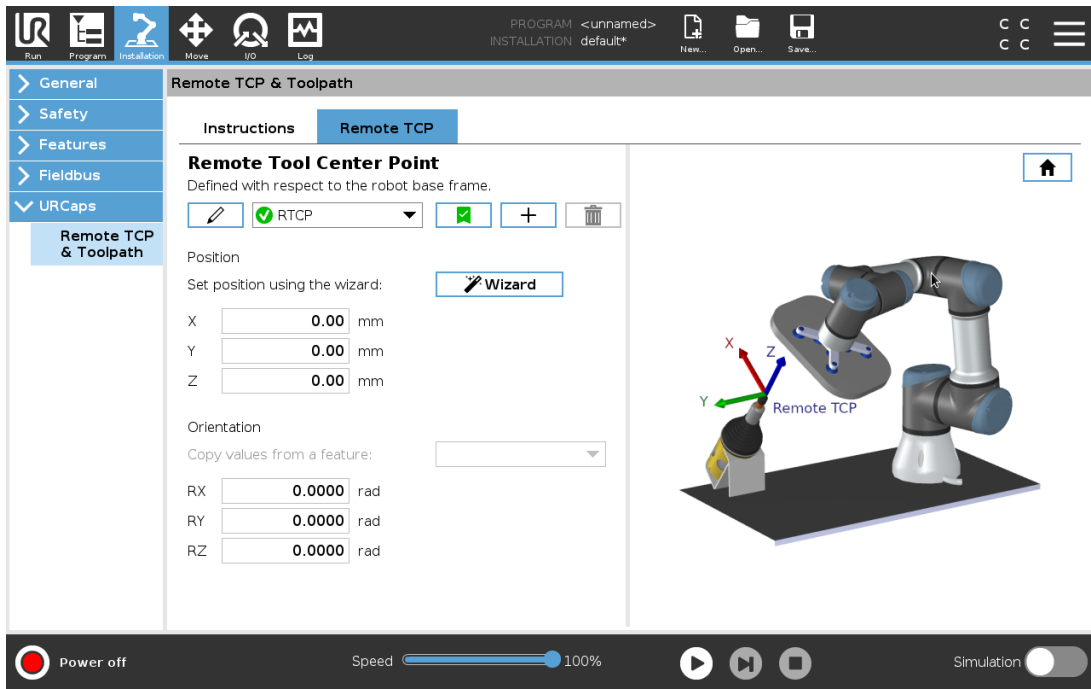 UR
Run
Program
Installation
Move
I/O
Log
PROGRAM <unnamed>
INSTALLATION default*
New...
Open...
Save...
C C
C C
General
Safety
Features
Fieldbus
URCaps
Remote TCP
& Toolpath
Remote TCP & Toolpath
Instructions
Remote TCP
Remote Tool Center Point
Defined with respect to the robot base frame.
RTCP
Position
Set position using the wizard:
Wizard
X 0.00 mm
Y 0.00 mm
Z 0.00 mm
Orientation
Copy values from a feature:
RX 0.0000 rad
RY 0.0000 rad
RZ 0.0000 rad
X
Z
Y
Remote TCP
Power off
Speed 100%
Simulation